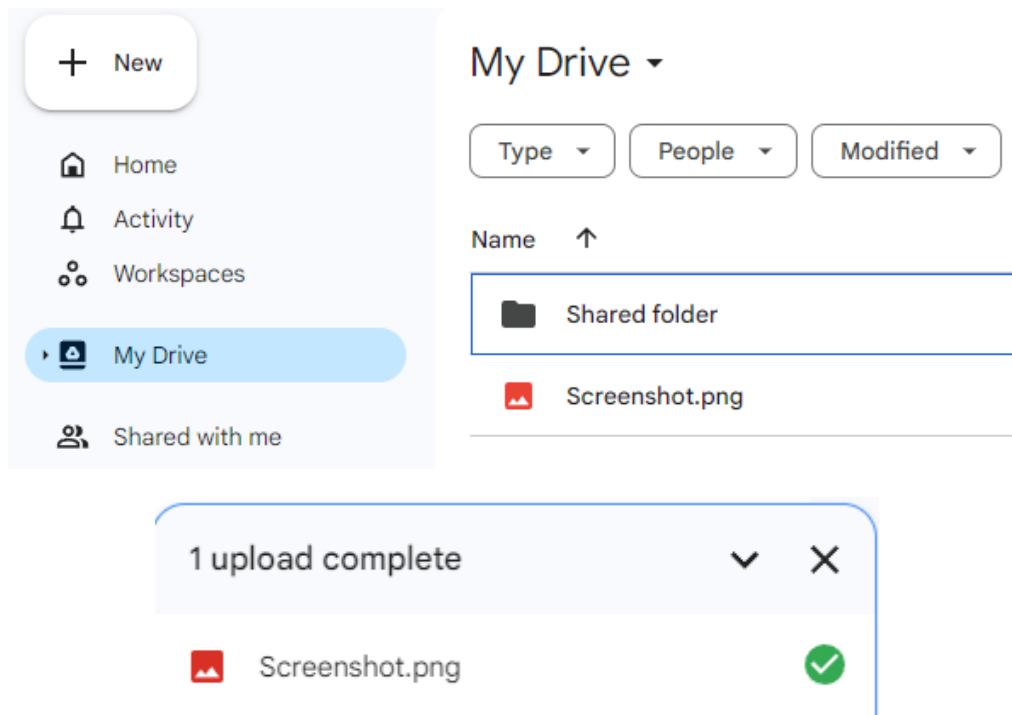 New
Home
Activity
Workspaces
My Drive
Shared with me
My Drive
Type People Modified
Name
Shared folder
Screenshot.png
1 upload complete
Screenshot.png